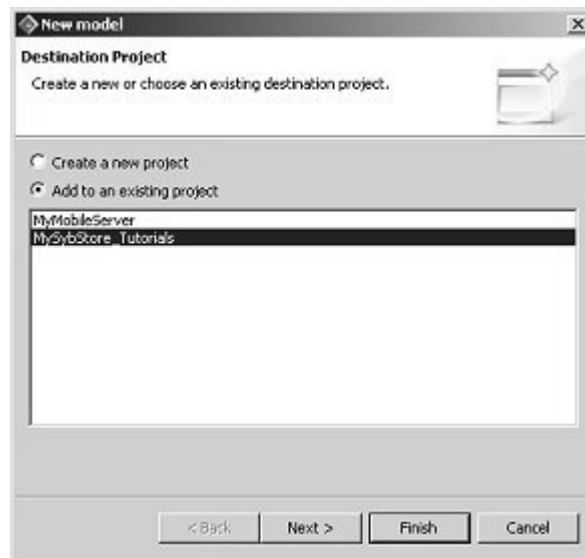 New model
Destination Project
Create a new or choose an existing destination project.
Create a new project
Add to an existing project
MyMobileServer
MySybStore_Tutorials
< Back
Next >
Finish
Cancel